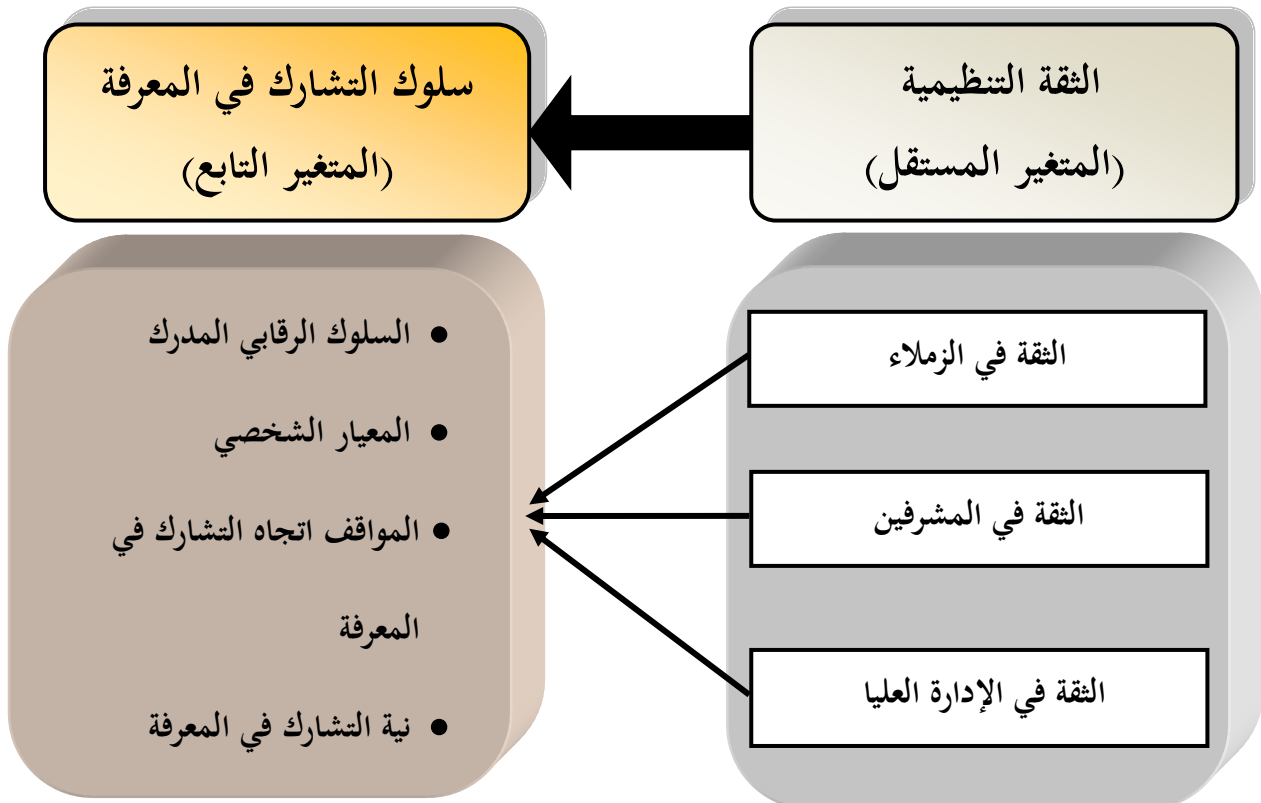 الثقة التنظيمية
(المتغير المستقل)
سلوك التشارك في المعرفة
(المتغير التابع)
الثقة في الزملاء
الثقة في المشرفين
الثقة في الإدارة العليا
● السلوك الرقابي المدرك
● المعيار الشخصي
● المواقف اتجاه التشارك في
المعرفة
● نية التشارك في المعرفة